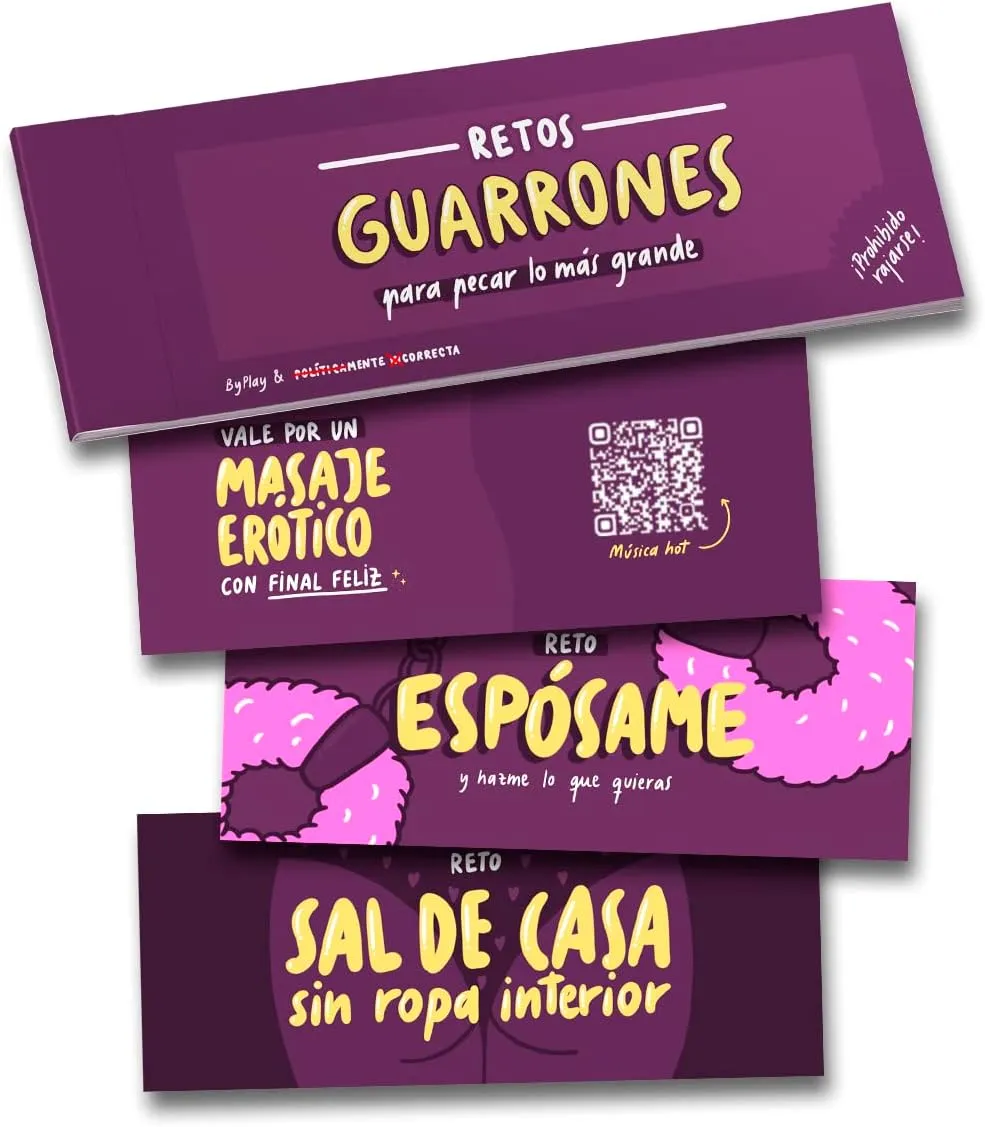 RETOS
GUARRONES
para pecar lo más grande
¡Prohibido
rajarse!
ByPlay & POLÍTICAMENTE INCORRECTA
VALE POR UN
MASAJE
ERÓTICO
CON FINAL FELIZ
Música hot
RETO
ESPÓSAME
y hazme lo que quieras
RETO
SAL DE CASA
sin ropa interior